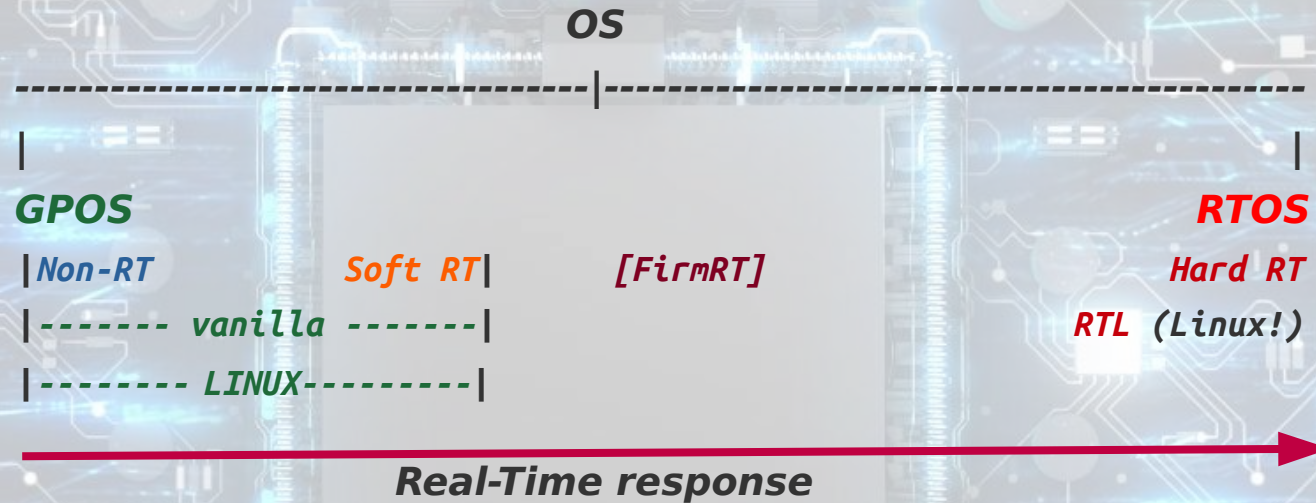 OS
------------------------------------|--------------------------------------------
| |
GPOS RTOS
|Non-RT Soft RT| [FirmRT] Hard RT
|------- vanilla -------| RTL (Linux!)
|-------- LINUX---------|
Real-Time response